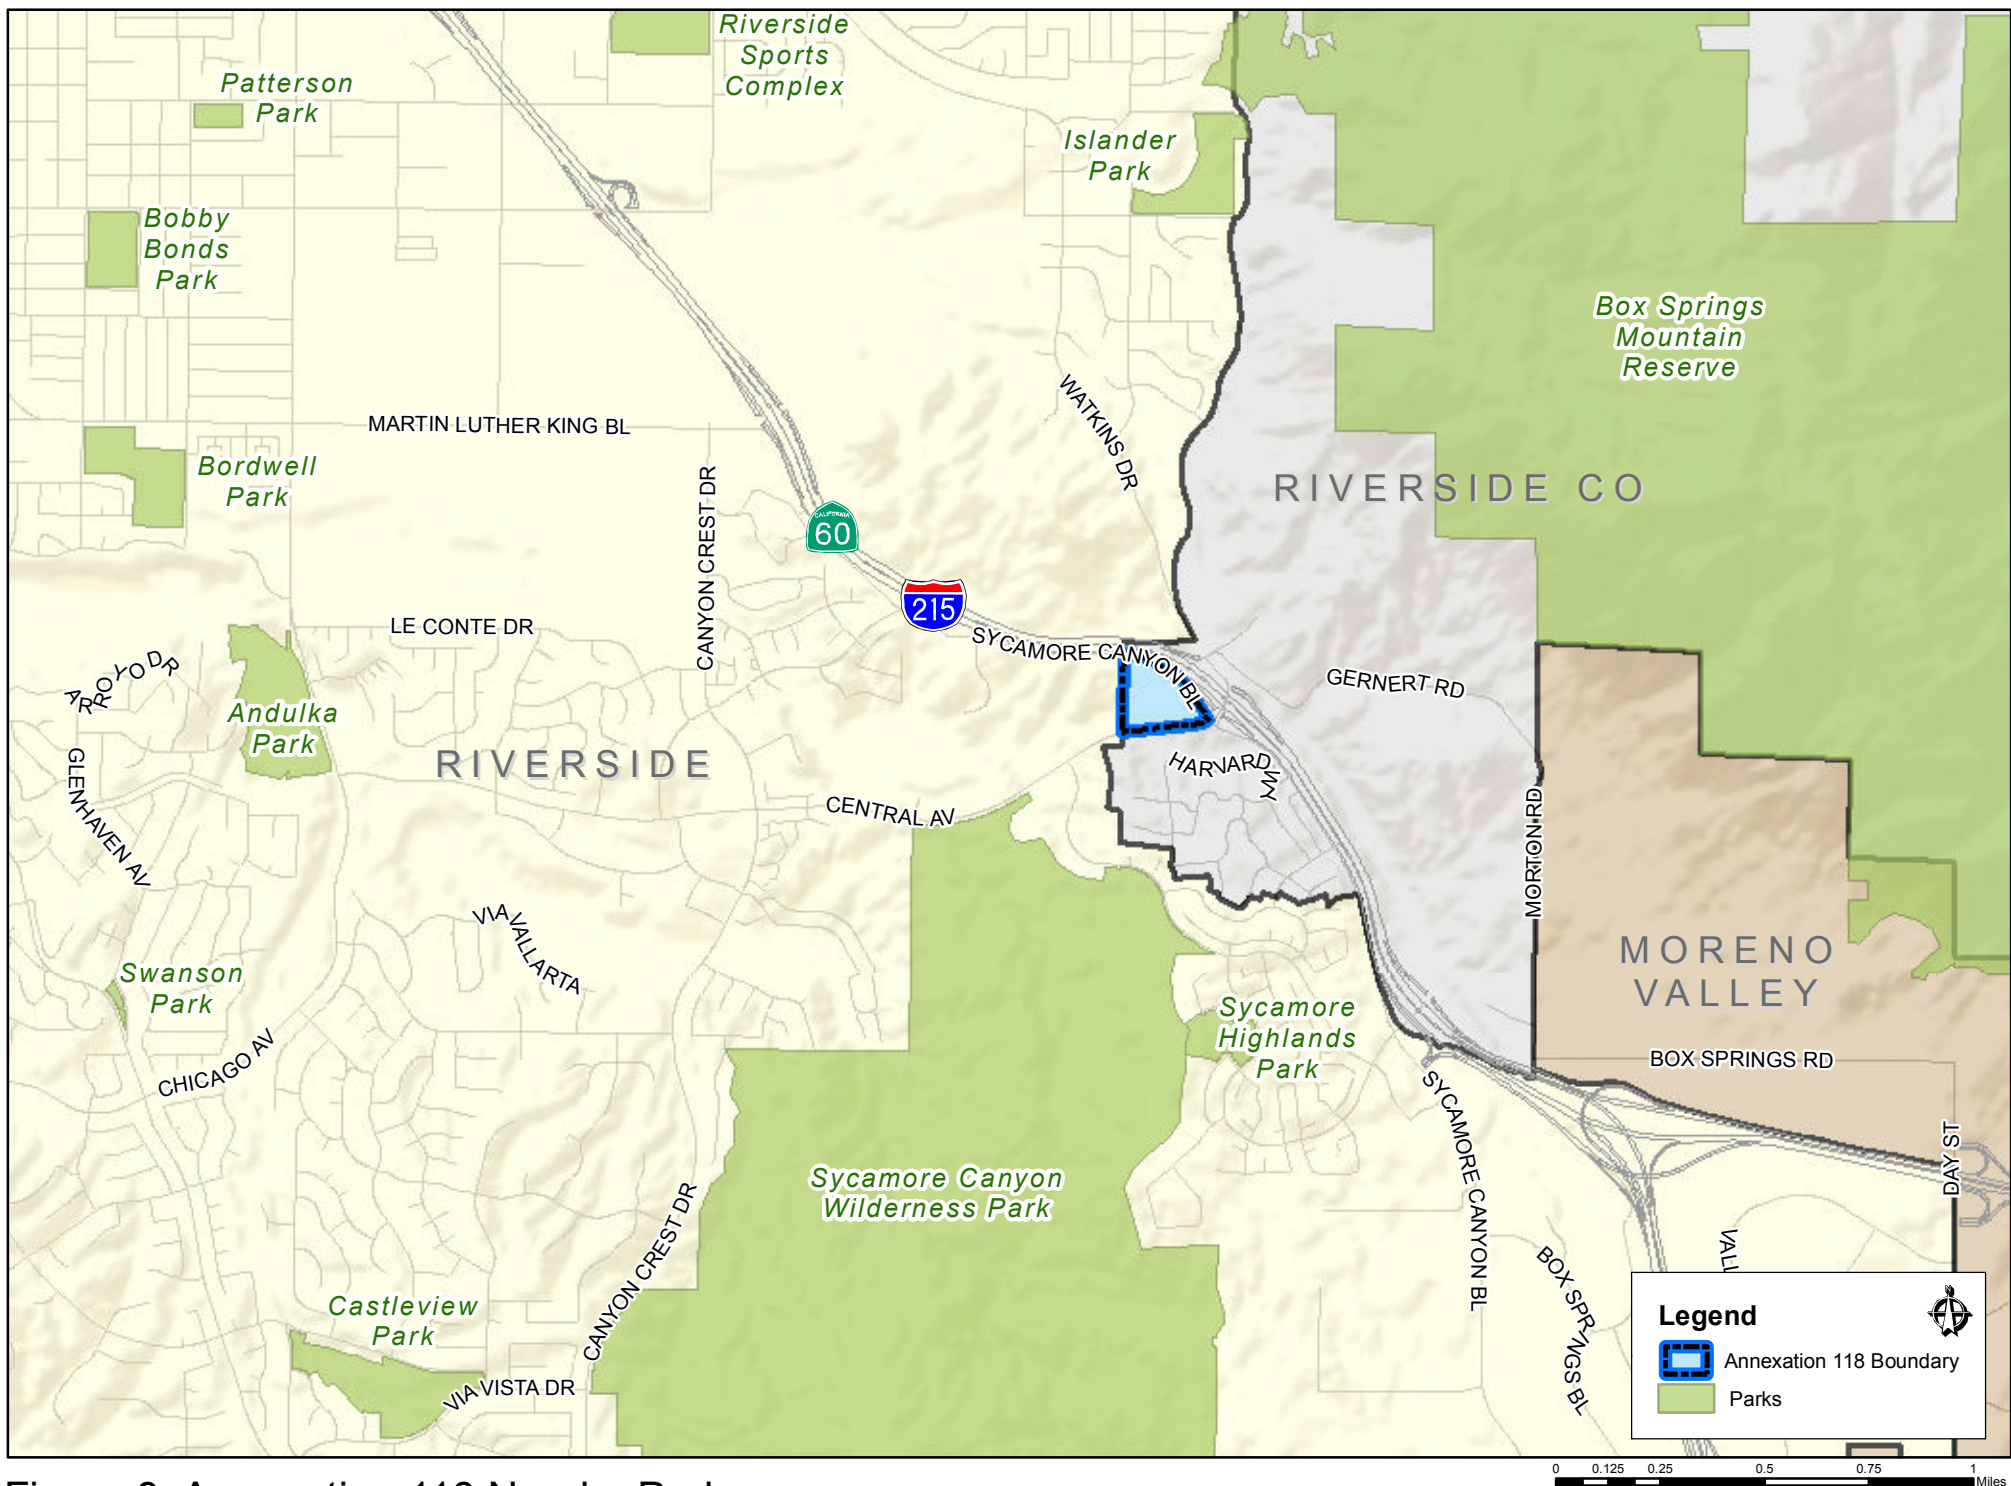 Riverside
Sports
Complex
Patterson
Park
Islander
Park
Bobby
Bonds
Park
Box Springs
Mountain
Reserve
WATKINS DR
MARTIN LUTHER KING BL
Bordwell
Park
CANYON CREST DR
RIVERSIDE CO
CALIFORNIA
60
215
LE CONTE DR
SYCAMORE CANYON BL
ARROYO DR
GERNERT RD
Andulka
Park
RIVERSIDE
HARVARD WY
GLENHAVEN AV
CENTRAL AV
MORTON RD
VIA VALLARTA
MORENO
VALLEY
Swanson
Park
Sycamore
Highlands
Park
CHICAGO AV
BOX SPRINGS RD
SYCAMORE CANYON BL
DAY ST
Sycamore Canyon
Wilderness Park
CANYON CREST DR
VALL
BOX SPRINGS BL
Castleview
Park
VIA VISTA DR
Legend
Annexation 118 Boundary
Parks
0 0.125 0.25 0.5 0.75 1
Miles